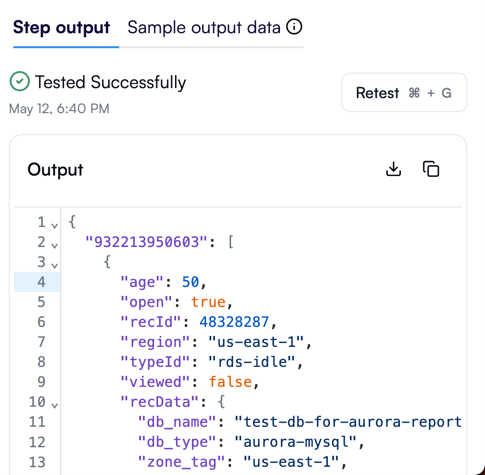 Step output Sample output data
Tested Successfully
May 12, 6:40 PM
Retest ⌘ + G
Output
1 {
2 "932213950603": [
3 {
4 "age": 50,
5 "open": true,
6 "recId": 48328287,
7 "region": "us-east-1",
8 "typeId": "rds-idle",
9 "viewed": false,
10 "recData": {
11 "db_name": "test-db-for-aurora-report
12 "db_type": "aurora-mysql",
13 "zone_tag": "us-east-1",